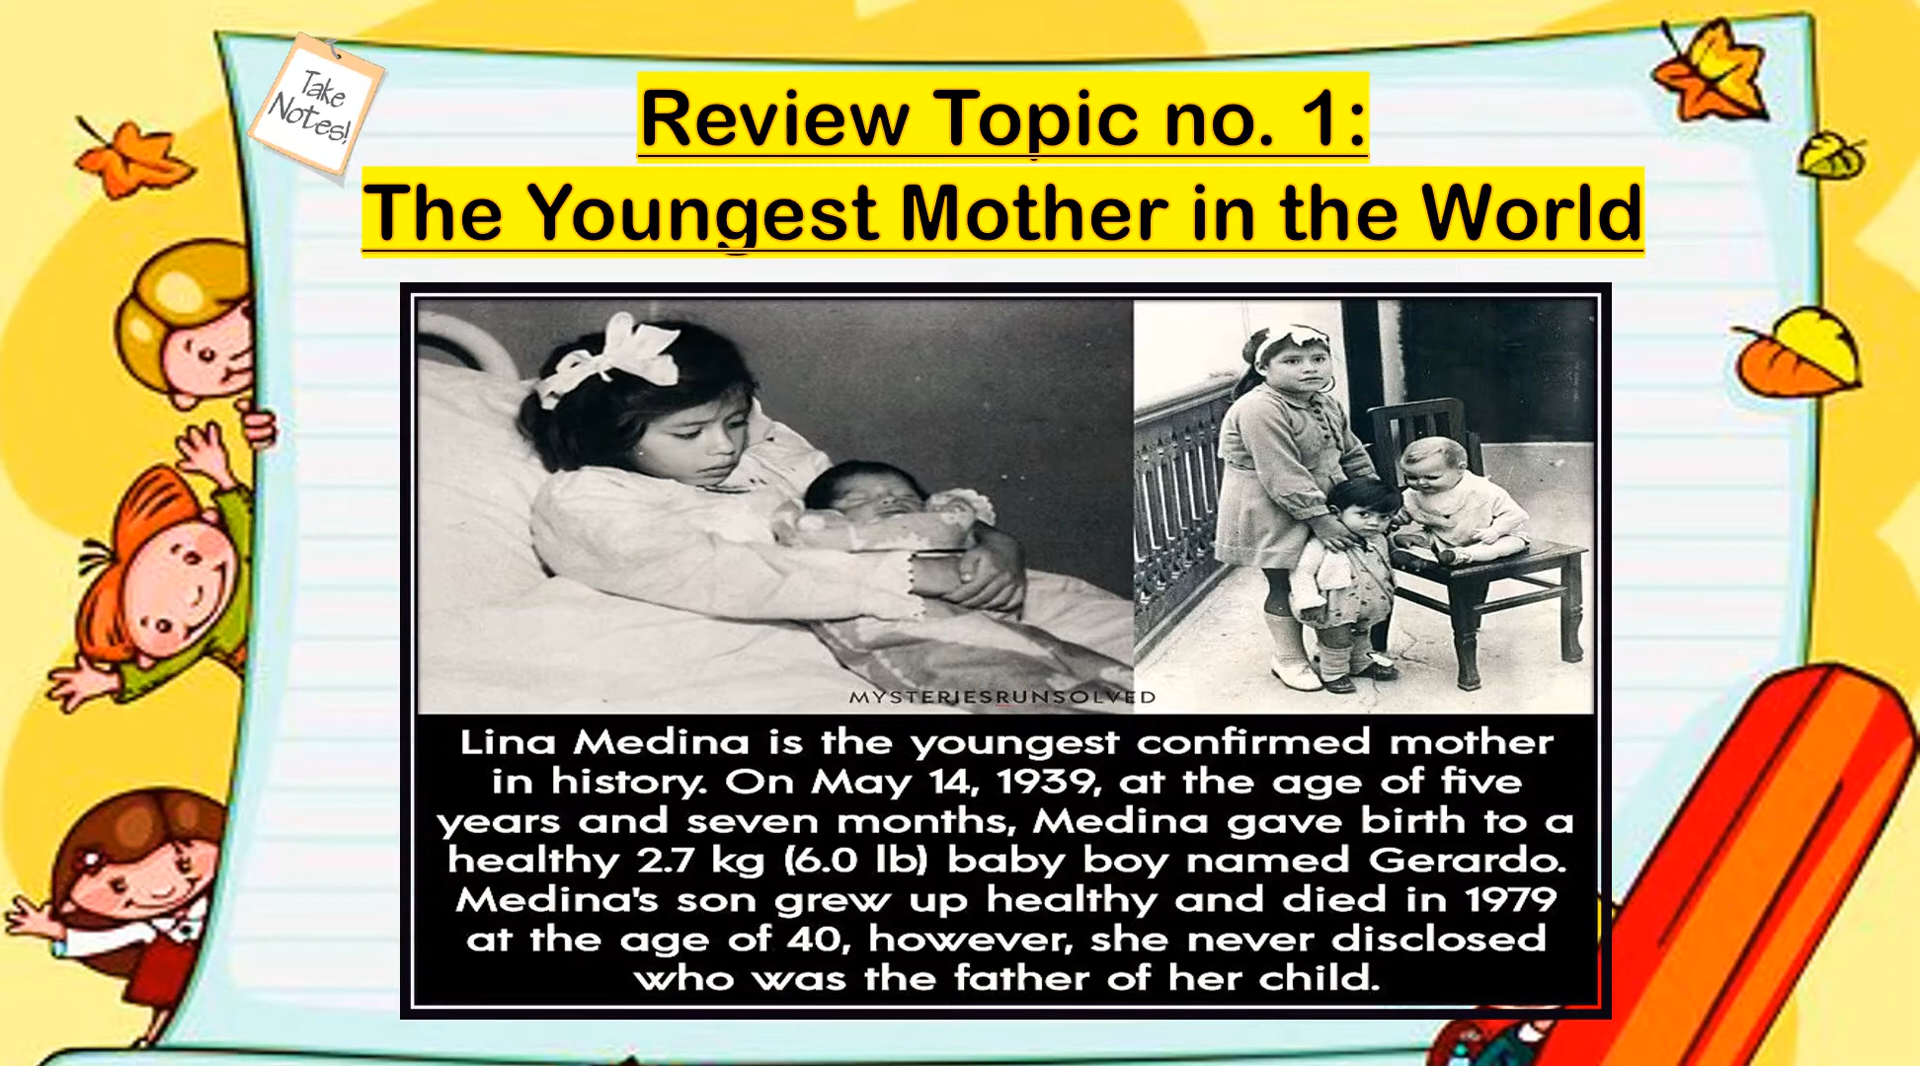 Take
Notes!
Review Topic no. 1:
The Youngest Mother in the World
MYSTERIESRUNSOLVED
Lina Medina is the youngest confirmed mother
in history. On May 14, 1939, at the age of five
years and seven months, Medina gave birth to a
healthy 2.7 kg (6.0 lb) baby boy named Gerardo.
Medina's son grew up healthy and died in 1979
at the age of 40, however, she never disclosed
who was the father of her child.